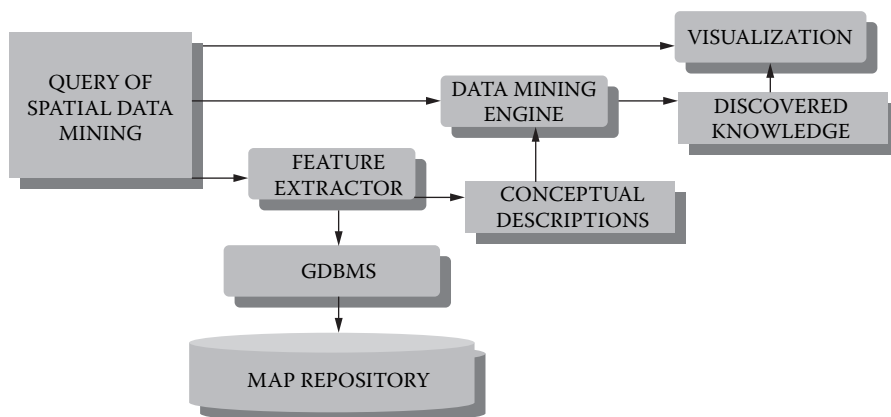 QUERY OF
SPATIAL DATA
MINING
VISUALIZATION
DATA MINING
ENGINE
DISCOVERED
KNOWLEDGE
FEATURE
EXTRACTOR
CONCEPTUAL
DESCRIPTIONS
GDBMS
MAP REPOSITORY